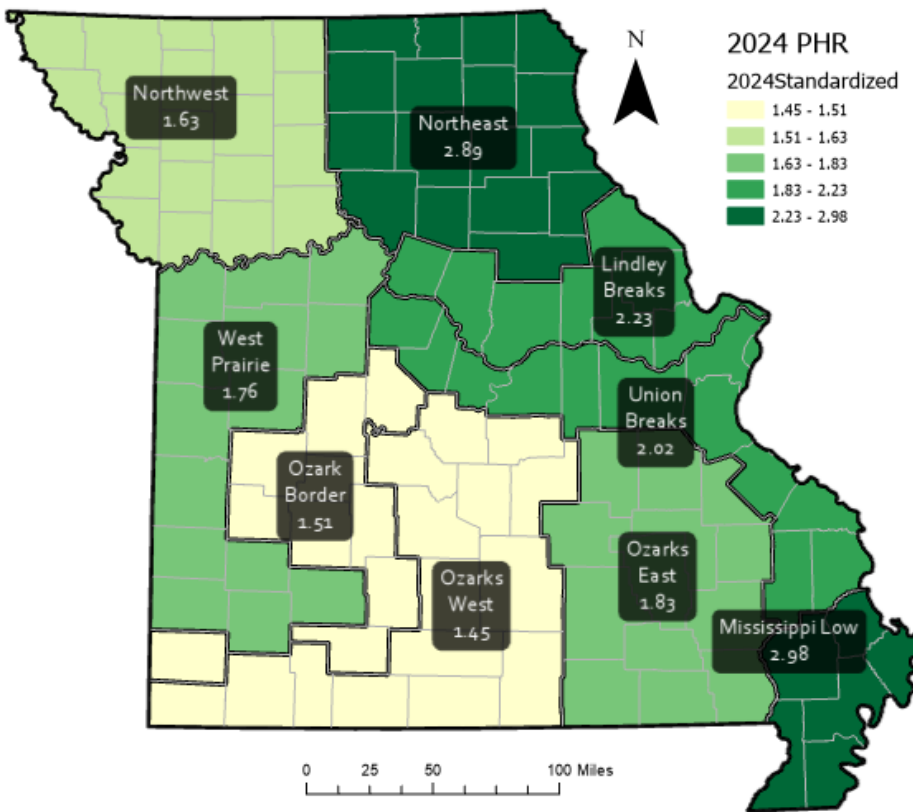 2024 PHR
2024Standardized
1.45 - 1.51
1.51 - 1.63
1.63 - 1.83
1.83 - 2.23
2.23 - 2.98
N
Northwest
1.63
Northeast
2.89
Lindley
Breaks
2.23
West
Prairie
1.76
Union
Breaks
2.02
Ozark
Border
1.51
Ozarks
West
1.45
Ozarks
East
1.83
Mississippi Low
2.98
0 25 50 100 Miles